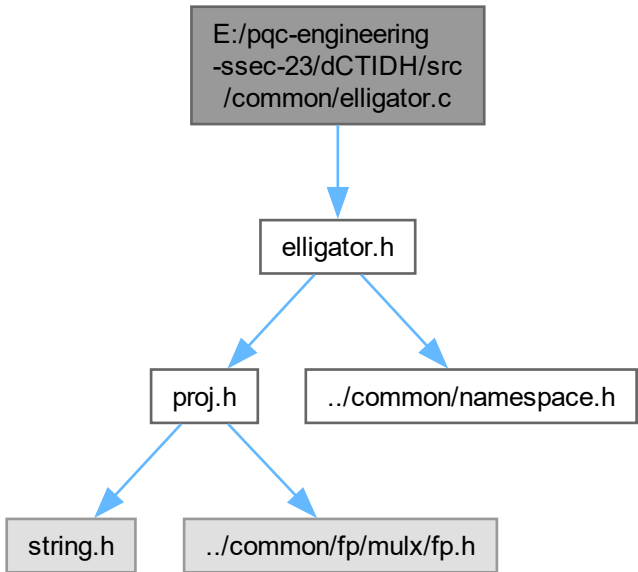 E:/pqc-engineering
-ssec-23/dCTIDH/src
/common/elligator.c
elligator.h
proj.h
../common/namespace.h
string.h
../common/fp/mulx/fp.h